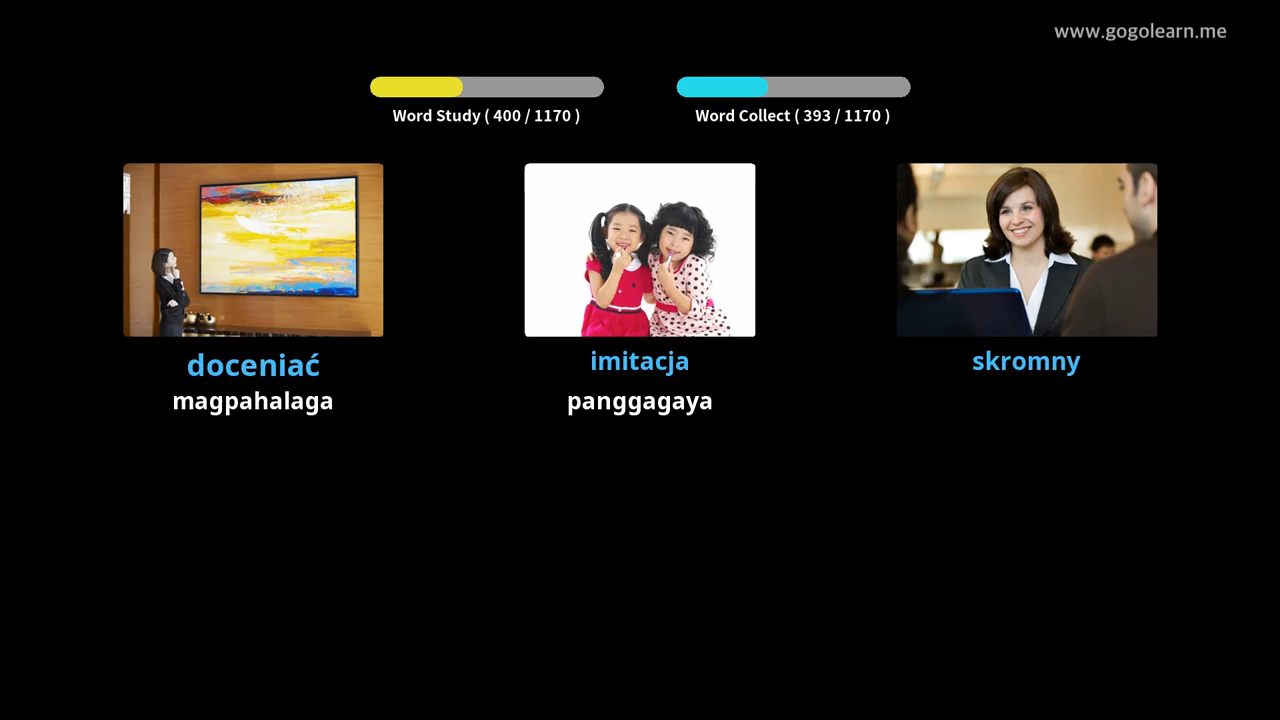 www.gogolearn.me
Word Study ( 400 / 1170 )
Word Collect ( 393 / 1170 )
doceniać
imitacja
skromny
magpahalaga
panggagaya